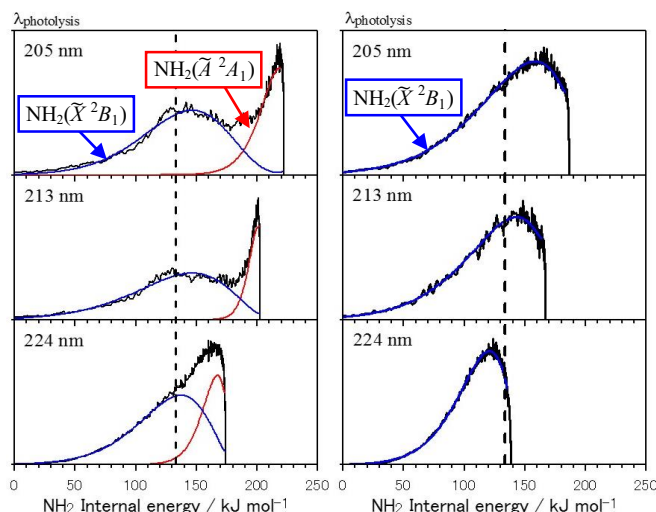 λphotolysis
205 nm
NH₂(Ã ²A₁)
NH₂(X̃ ²B₁)
213 nm
224 nm
0 50 100 150 200 250
NH₂ Internal energy / kJ mol⁻¹
λphotolysis
205 nm
NH₂(X̃ ²B₁)
213 nm
224 nm
0 50 100 150 200 250
NH₂ Internal energy / kJ mol⁻¹